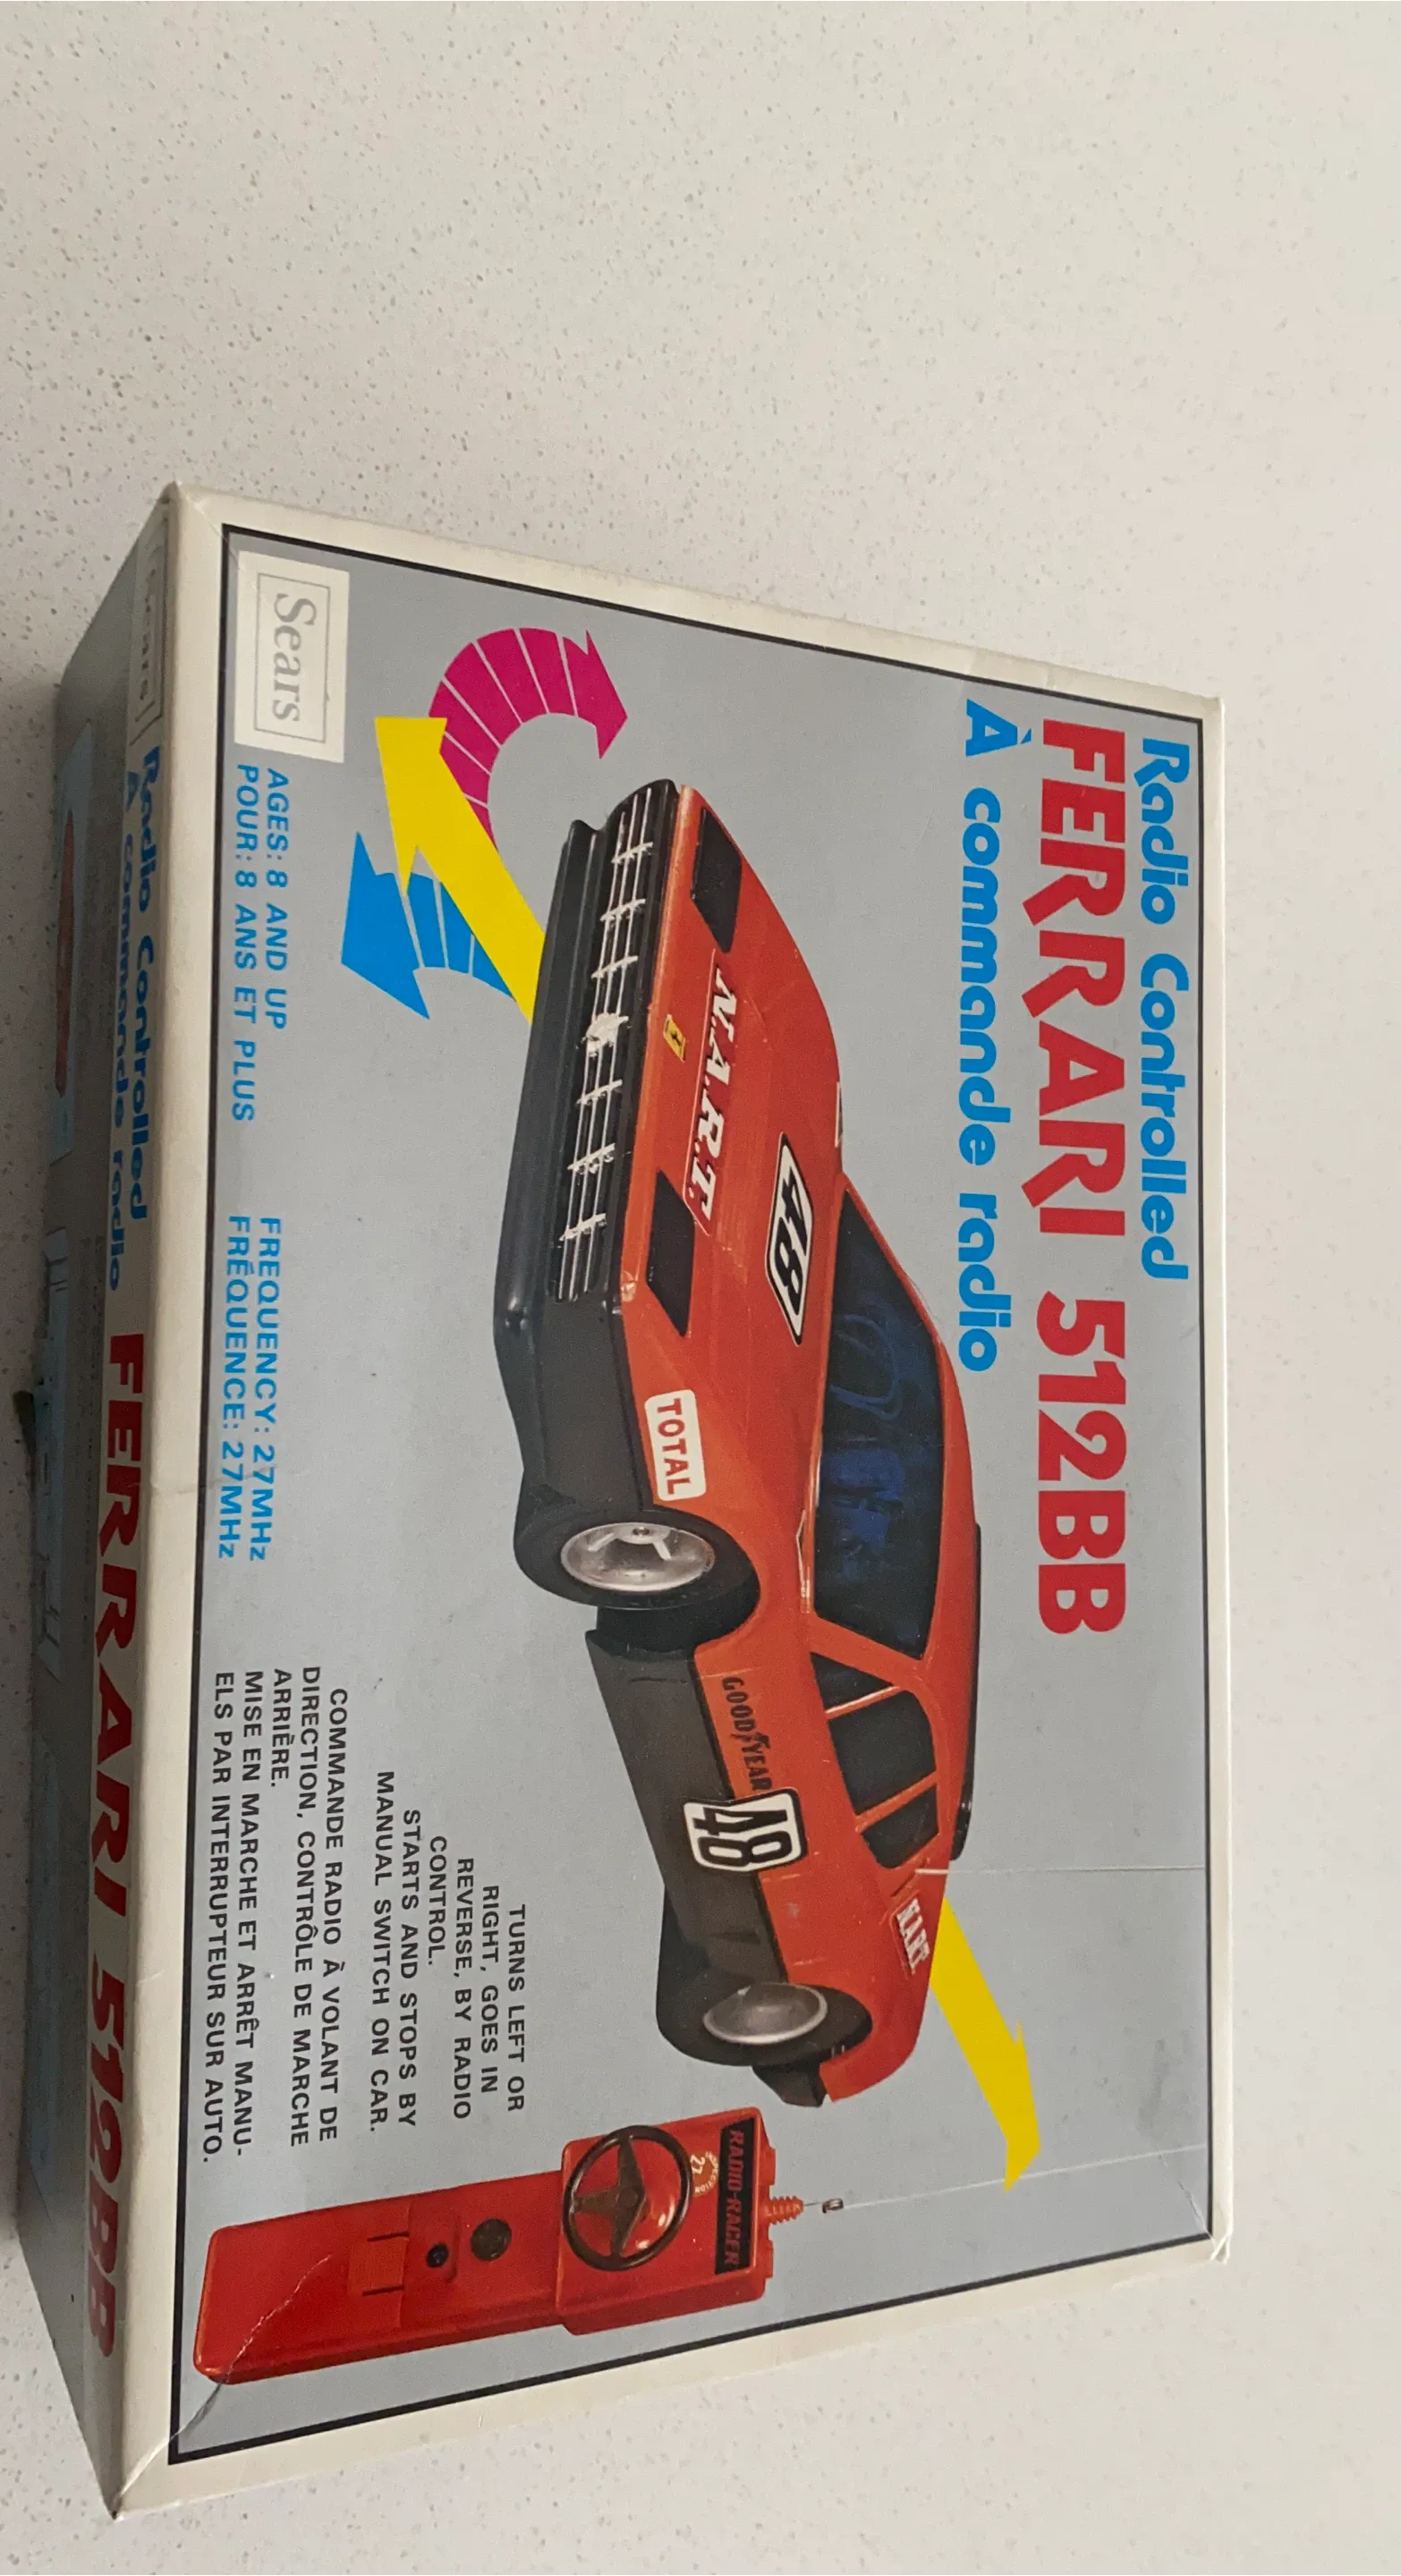 Radio Controlled
FERRARI 512BB
À commande radio
N.A.R.T.
48
TOTAL
GOODYEAR
48
NART
TURNS LEFT OR
RIGHT, GOES IN
REVERSE, BY RADIO
CONTROL.
STARTS AND STOPS BY
MANUAL SWITCH ON CAR.
COMMANDE RADIO À VOLANT DE
DIRECTION, CONTRÔLE DE MARCHE
ARRIÈRE.
MISE EN MARCHE ET ARRÊT MANU-
ELS PAR INTERRUPTEUR SUR AUTO.
RADIO-RACER
27
Sears
AGES: 8 AND UP
POUR: 8 ANS ET PLUS
FREQUENCY: 27MHz
FRÉQUENCE: 27MHz
Sears
Radio Controlled
À commande radio
FERRARI 512BB